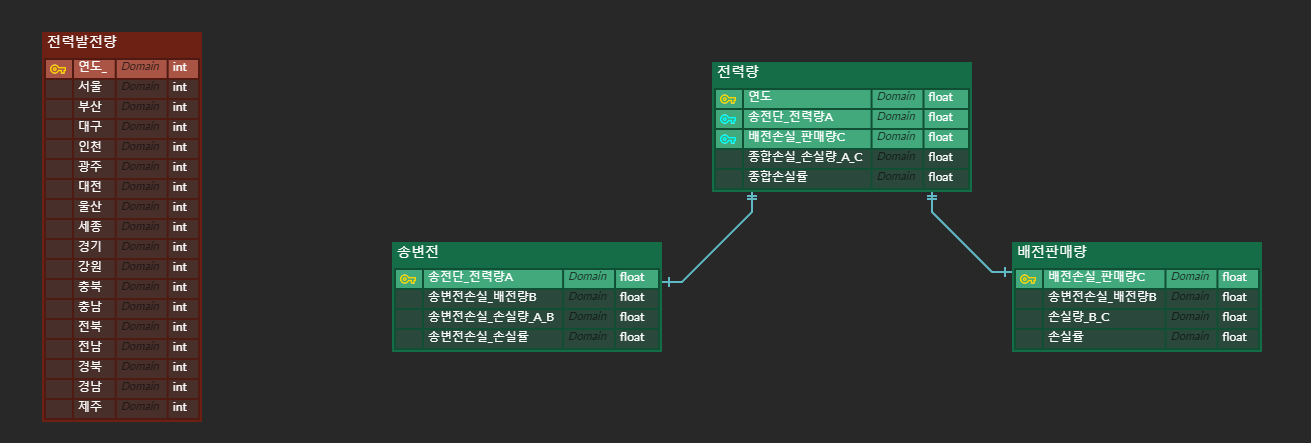 전력발전량
연도_ Domain int
서울 Domain int
부산 Domain int
대구 Domain int
인천 Domain int
광주 Domain int
대전 Domain int
울산 Domain int
세종 Domain int
경기 Domain int
강원 Domain int
충북 Domain int
충남 Domain int
전북 Domain int
전남 Domain int
경북 Domain int
경남 Domain int
제주 Domain int
전력량
연도 Domain float
송전단_전력량A Domain float
배전손실_판매량C Domain float
종합손실_손실량_A_C Domain float
종합손실률 Domain float
송변전
송전단_전력량A Domain float
송변전손실_배전량B Domain float
송변전손실_손실량_A_B Domain float
송변전손실_손실률 Domain float
배전판매량
배전손실_판매량C Domain float
송변전손실_배전량B Domain float
손실량_B_C Domain float
손실률 Domain float